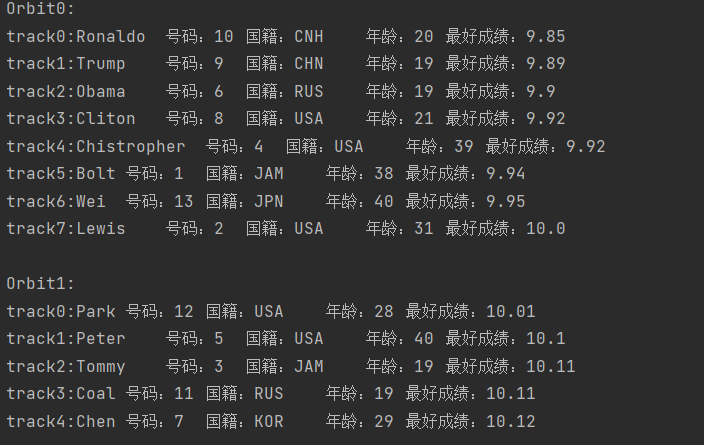 Orbit0:
track0:Ronaldo 号码：10 国籍：CNH 年龄：20 最好成绩：9.85
track1:Trump 号码：9 国籍：CHN 年龄：19 最好成绩：9.89
track2:Obama 号码：6 国籍：RUS 年龄：19 最好成绩：9.9
track3:Cliton 号码：8 国籍：USA 年龄：21 最好成绩：9.92
track4:Chistropher 号码：4 国籍：USA 年龄：39 最好成绩：9.92
track5:Bolt 号码：1 国籍：JAM 年龄：38 最好成绩：9.94
track6:Wei 号码：13 国籍：JPN 年龄：40 最好成绩：9.95
track7:Lewis 号码：2 国籍：USA 年龄：31 最好成绩：10.0
Orbit1:
track0:Park 号码：12 国籍：USA 年龄：28 最好成绩：10.01
track1:Peter 号码：5 国籍：USA 年龄：40 最好成绩：10.1
track2:Tommy 号码：3 国籍：JAM 年龄：19 最好成绩：10.11
track3:Coal 号码：11 国籍：RUS 年龄：19 最好成绩：10.11
track4:Chen 号码：7 国籍：KOR 年龄：29 最好成绩：10.12